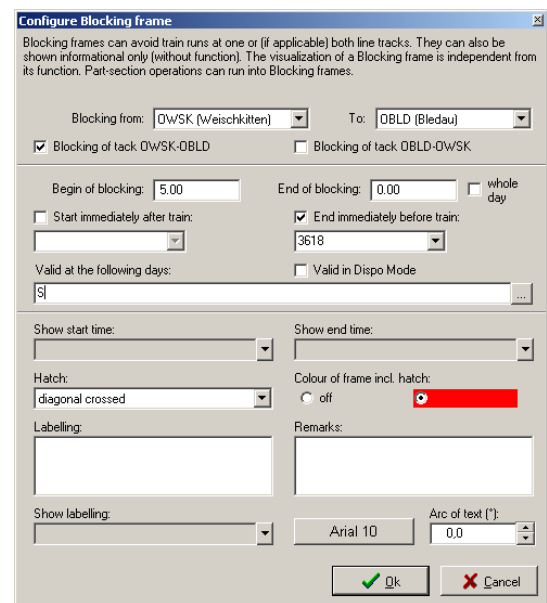 Configure Blocking frame
Blocking frames can avoid train runs at one or (if applicable) both line tracks. They can also be
shown informational only (without function). The visualization of a Blocking frame is independent from
its function. Part-section operations can run into Blocking frames.
Blocking from: OWSK (Weischkitten) To: OBLD (Bledau)
Blocking of tack OWSK-OBLD Blocking of tack OBLD-OWSK
Begin of blocking: 5.00 End of blocking: 0.00 whole
day
Start immediately after train: End immediately before train:
3618
Valid at the following days: Valid in Dispo Mode
S ...
Show start time: Show end time:
Hatch: Colour of frame incl. hatch:
diagonal crossed off
Labelling: Remarks:
Show labelling: Arc of text (°):
Arial 10 0,0
Ok Cancel